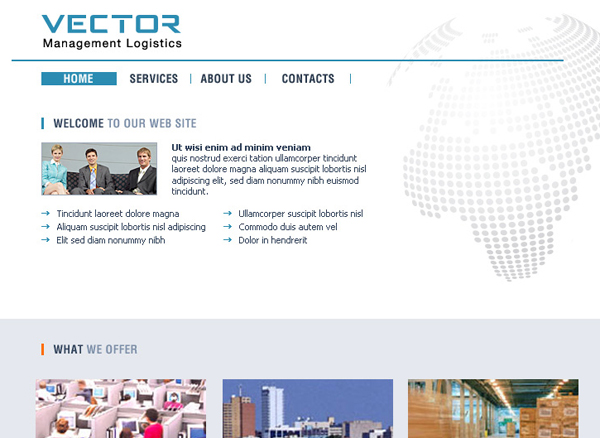 VECTOR
Management Logistics
HOME SERVICES ABOUT US CONTACTS
WELCOME TO OUR WEB SITE
Ut wisi enim ad minim veniam
quis nostrud exerci tation ullamcorper tincidunt
laoreet dolore magna aliquam suscipit lobortis nisl
adipiscing elit, sed diam nonummy nibh euismod
tincidunt.
Tincidunt laoreet dolore magna
Aliquam suscipit lobortis nisl adipiscing
Elit sed diam nonummy nibh
Ullamcorper suscipit lobortis nisl
Commodo duis autem vel
Dolor in hendrerit
WHAT WE OFFER